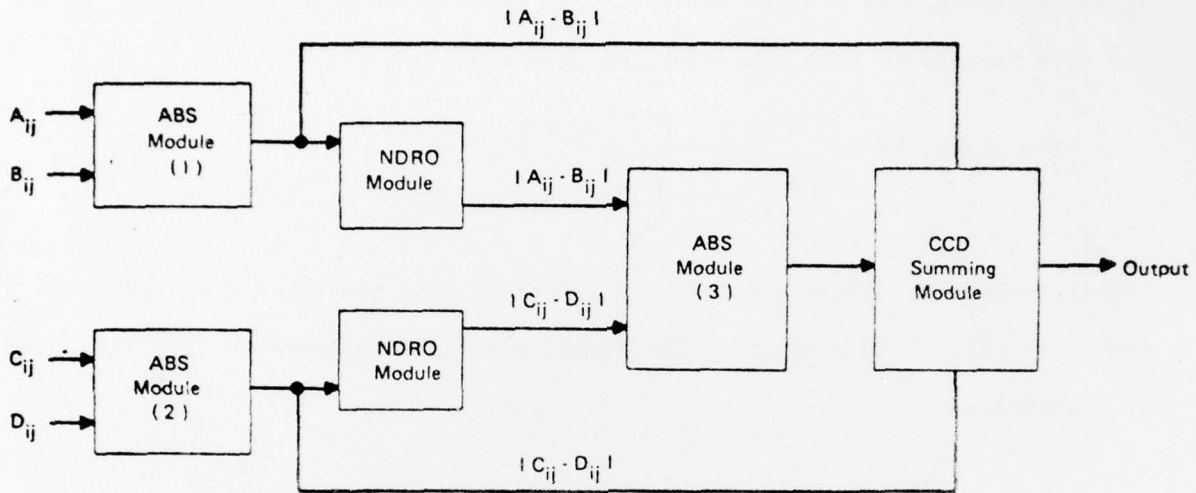 | A_ij - B_ij |
A_ij
B_ij
ABS
Module
(1)
NDRO
Module
| A_ij - B_ij |
ABS
Module
(3)
CCD
Summing
Module
Output
| C_ij - D_ij |
C_ij
D_ij
ABS
Module
(2)
NDRO
Module
| C_ij - D_ij |